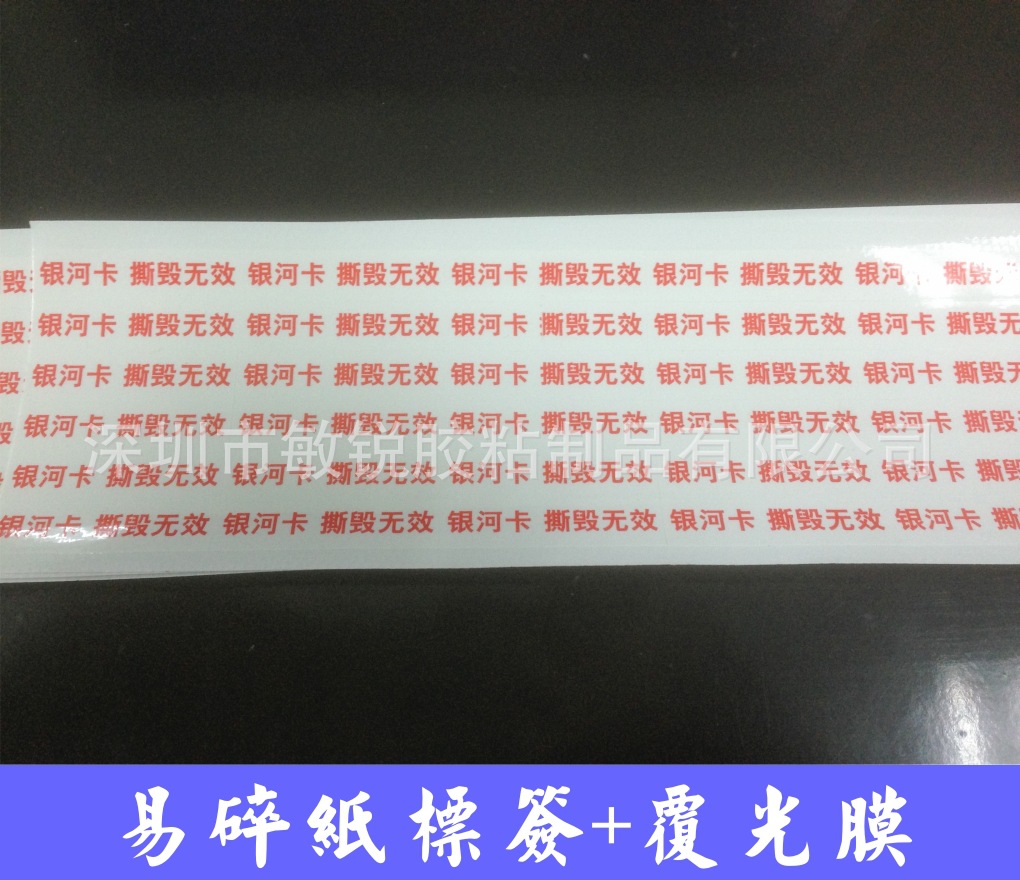 毁 银河卡 撕毁无效 银河卡 撕毁无效 银河卡 撕毁无效 银河卡 撕毁无效 银河卡 撕毁
毁 银河卡 撕毁无效 银河卡 撕毁无效 银河卡 撕毁无效 银河卡 撕毁无效 银河卡 撕毁无
毁 银河卡 撕毁无效 银河卡 撕毁无效 银河卡 撕毁无效 银河卡 撕毁无效 银河卡 撕毁无
毁 银河卡 撕毁无效 银河卡 撕毁无效 银河卡 撕毁无效 银河卡 撕毁无效 银河卡 撕毁
深圳市敏锐胶粘制品有限公司
银河卡 撕毁无效 银河卡 撕毁无效 银河卡 撕毁无效 银河卡 撕毁无效 银河卡 撕毁
银河卡 撕毁无效 银河卡 撕毁无效 银河卡 撕毁无效 银河卡 撕毁无效 银河卡 撕
易碎紙標簽+覆光膜